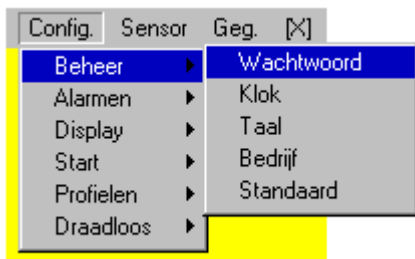 Config. Sensor Geg. [X]
Beheer
Alarmen
Display
Start
Profielen
Draadloos
Wachtwoord
Klok
Taal
Bedrijf
Standaard